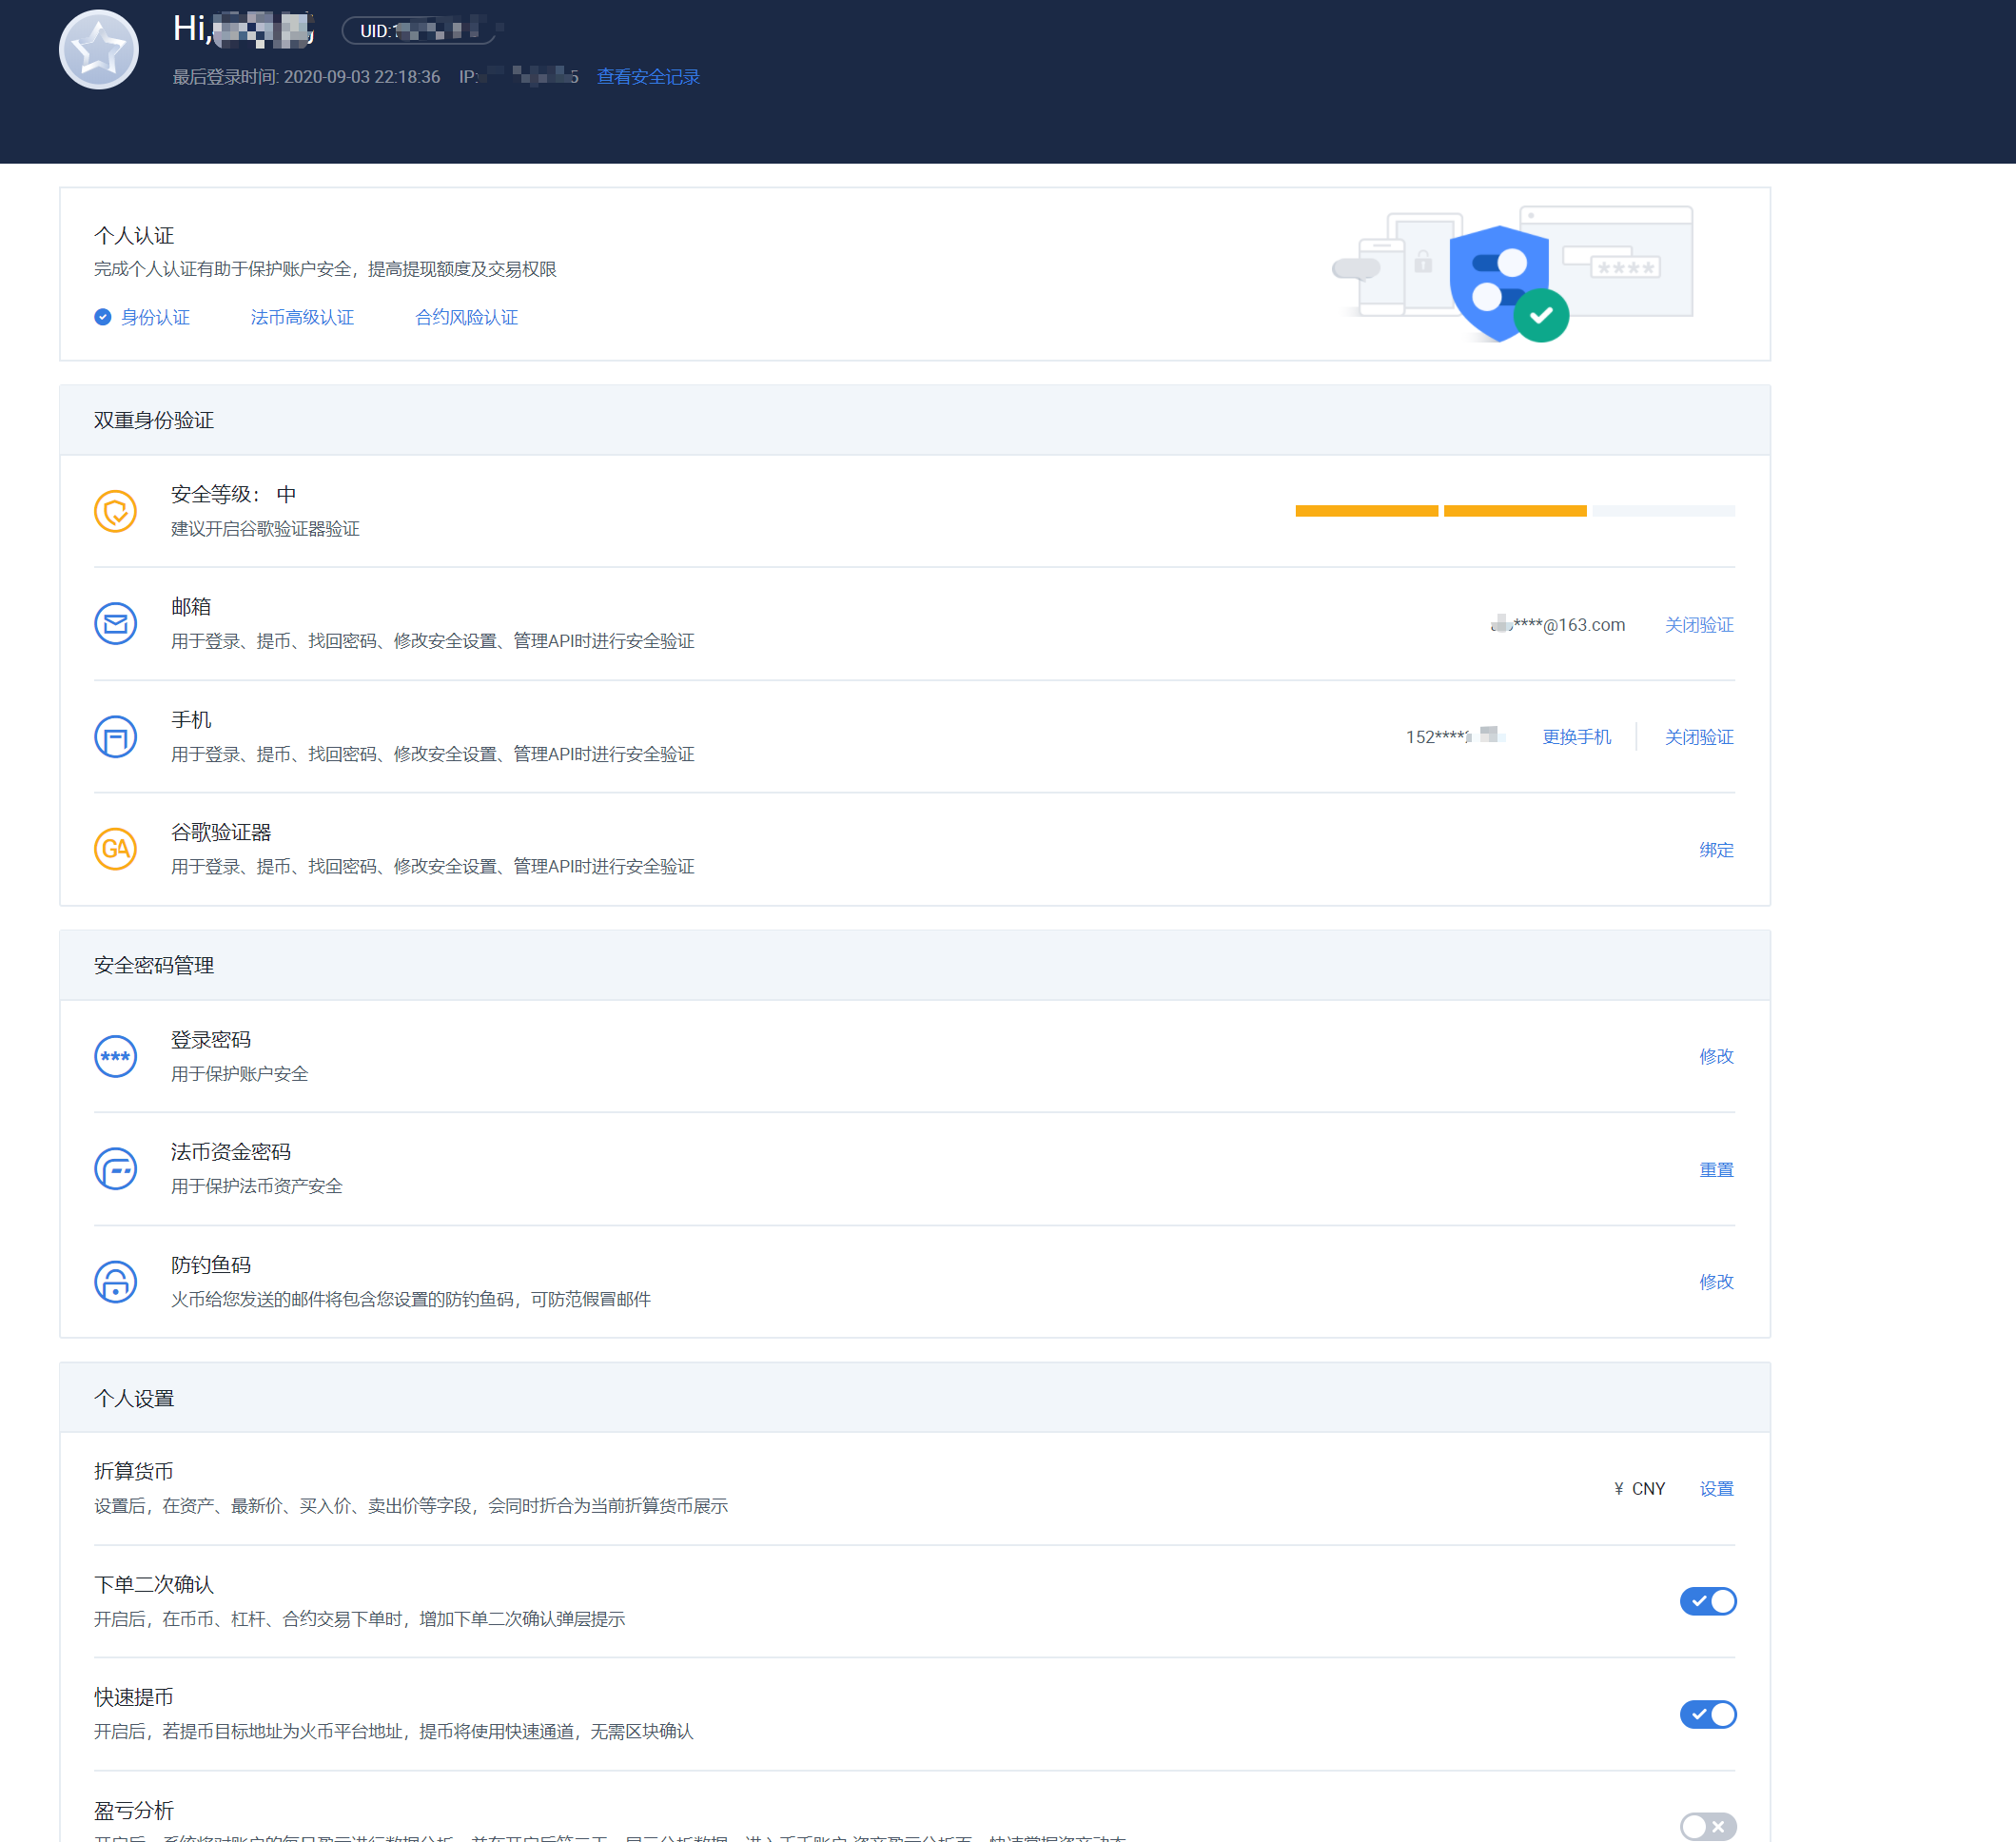 Hi,
UID:
最后登录时间: 2020-09-03 22:18:36 IP: 5 查看安全记录
个人认证
完成个人认证有助于保护账户安全，提高提现额度及交易权限
身份认证 法币高级认证 合约风险认证
****
双重身份验证
安全等级： 中
建议开启谷歌验证器验证
邮箱
用于登录、提币、找回密码、修改安全设置、管理API时进行安全验证
****@163.com 关闭验证
手机
用于登录、提币、找回密码、修改安全设置、管理API时进行安全验证
152**** 更换手机 关闭验证
GA
谷歌验证器
用于登录、提币、找回密码、修改安全设置、管理API时进行安全验证
绑定
安全密码管理
***
登录密码
用于保护账户安全
修改
法币资金密码
用于保护法币资产安全
重置
防钓鱼码
火币给您发送的邮件将包含您设置的防钓鱼码，可防范假冒邮件
修改
个人设置
折算货币
设置后，在资产、最新价、买入价、卖出价等字段，会同时折合为当前折算货币展示
¥ CNY 设置
下单二次确认
开启后，在币币、杠杆、合约交易下单时，增加下单二次确认弹层提示
快速提币
开启后，若提币目标地址为火币平台地址，提币将使用快速通道，无需区块确认
盈亏分析